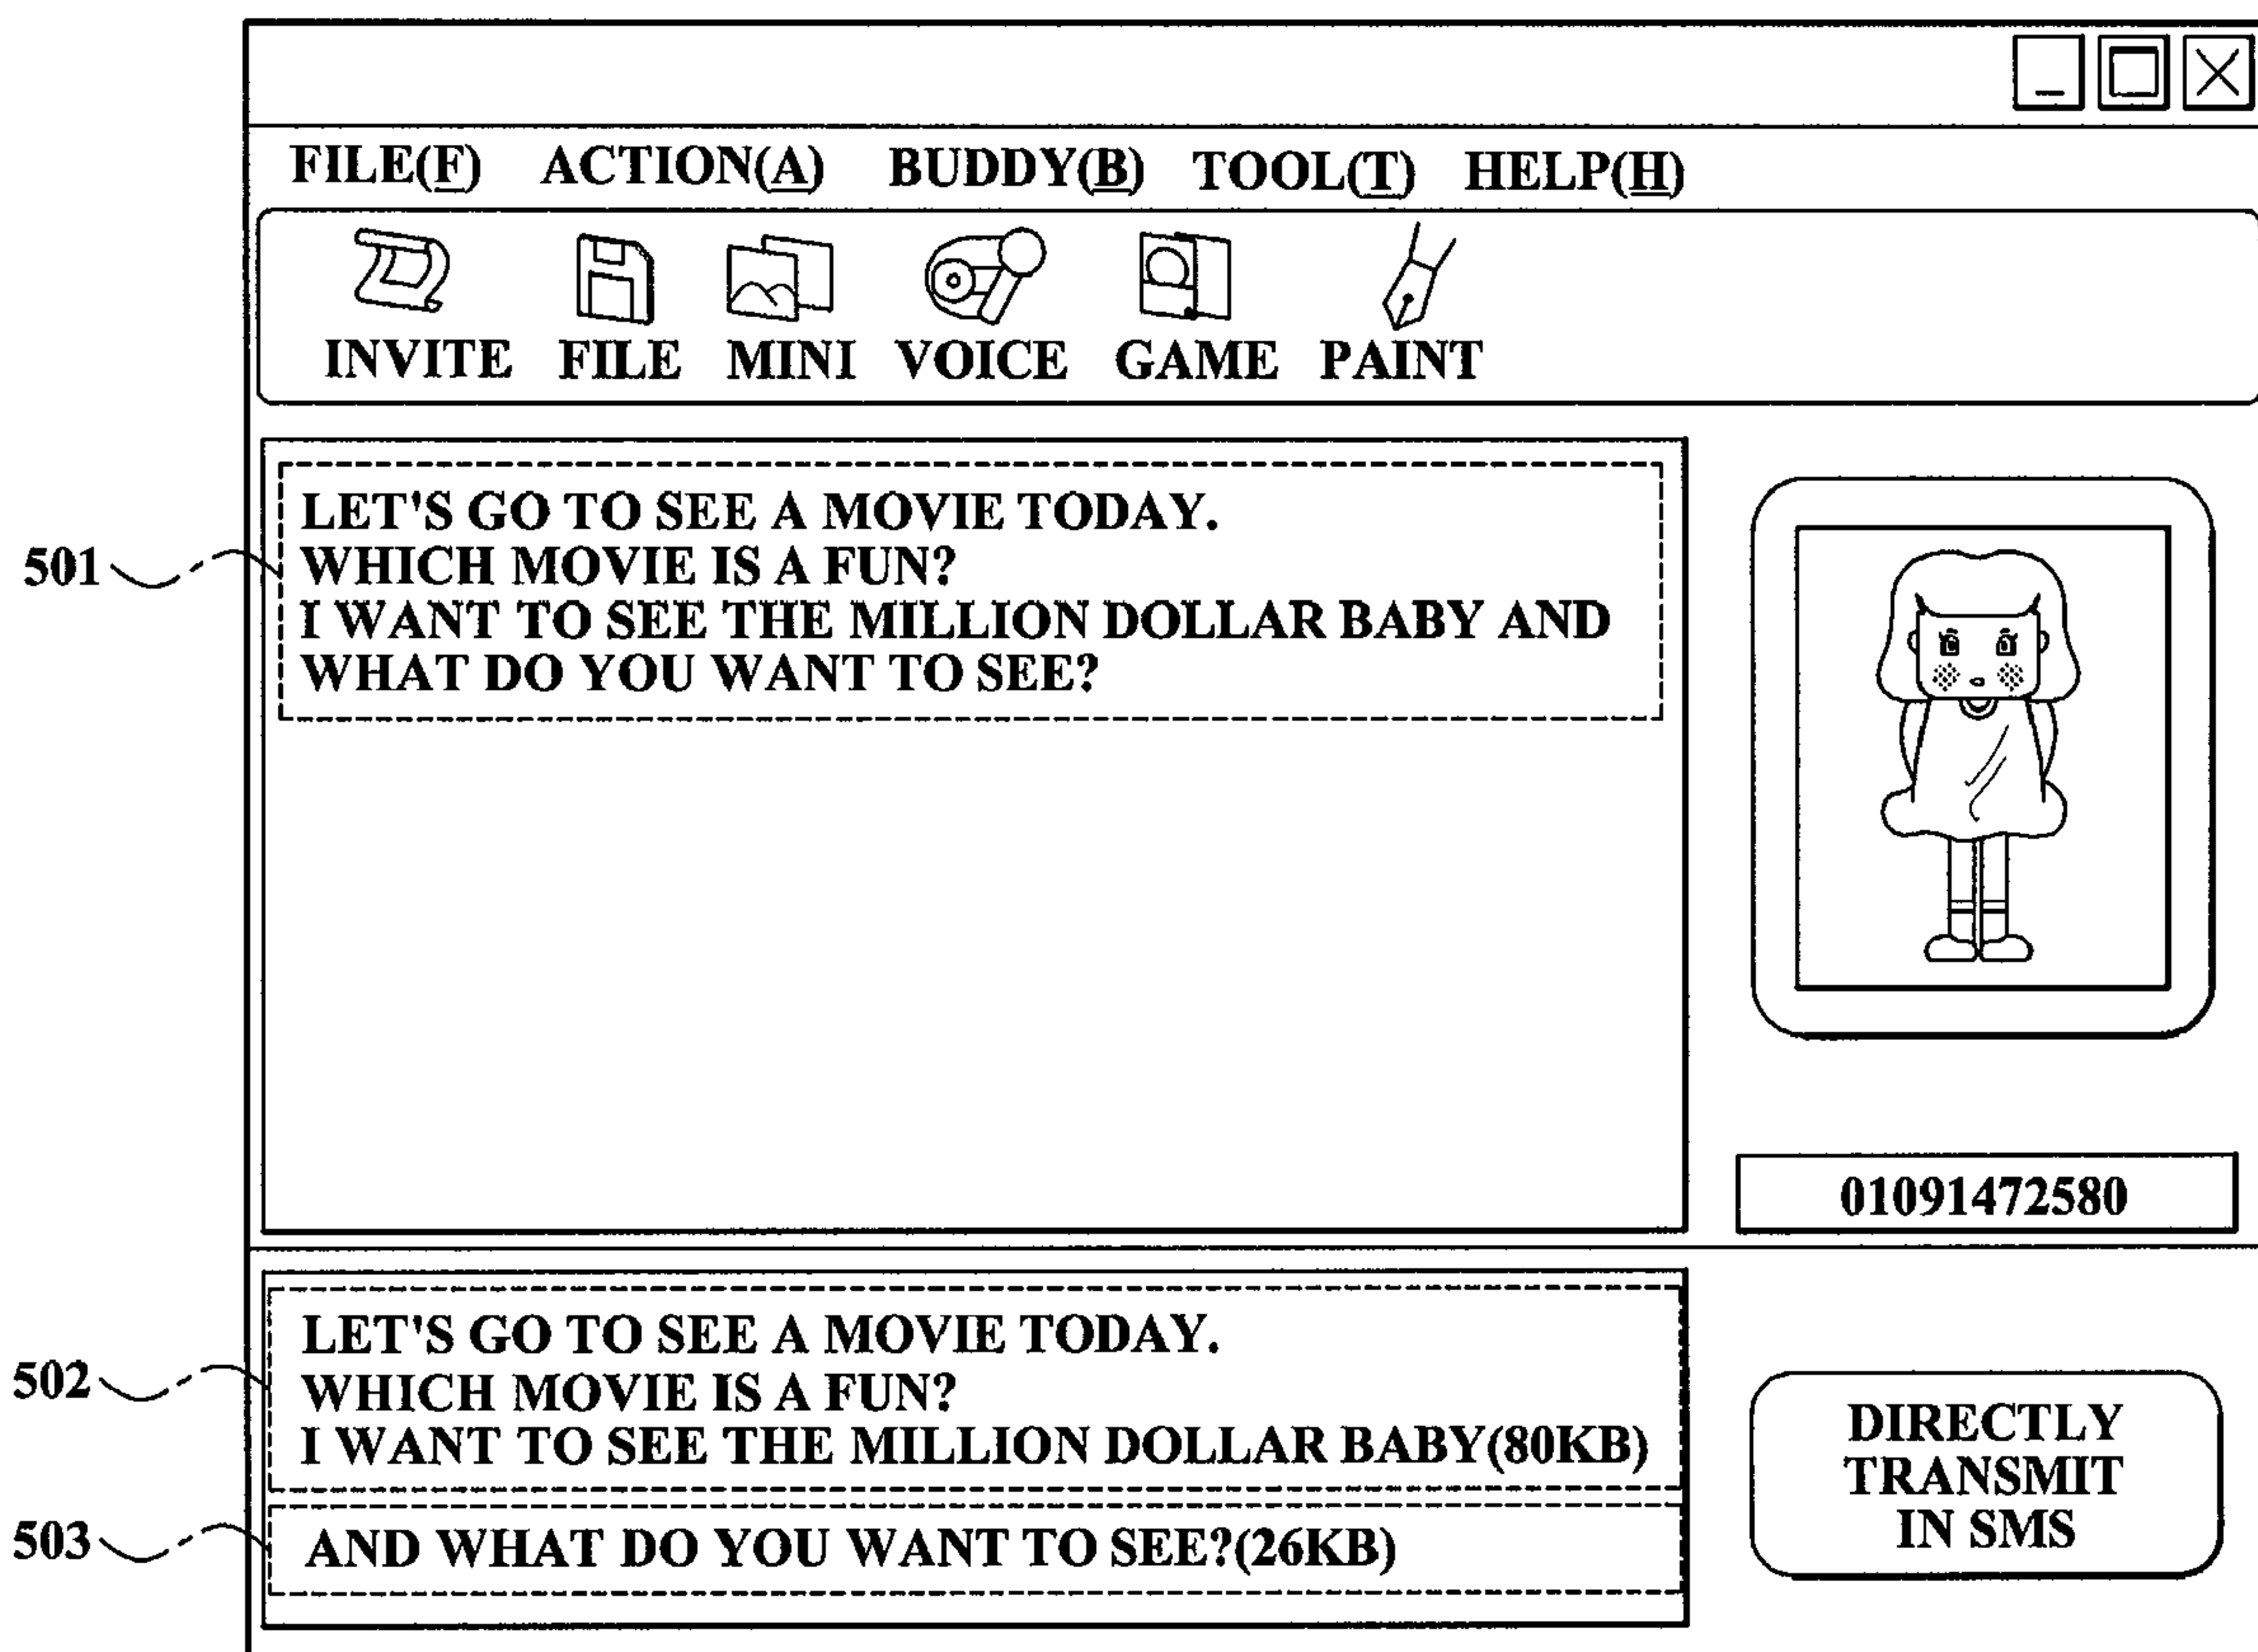 FILE(F) ACTION(A) BUDDY(B) TOOL(T) HELP(H)
INVITE FILE MINI VOICE GAME PAINT
501
LET'S GO TO SEE A MOVIE TODAY.
WHICH MOVIE IS A FUN?
I WANT TO SEE THE MILLION DOLLAR BABY AND
WHAT DO YOU WANT TO SEE?
01091472580
502
LET'S GO TO SEE A MOVIE TODAY.
WHICH MOVIE IS A FUN?
I WANT TO SEE THE MILLION DOLLAR BABY(80KB)
503
AND WHAT DO YOU WANT TO SEE?(26KB)
DIRECTLY
TRANSMIT
IN SMS